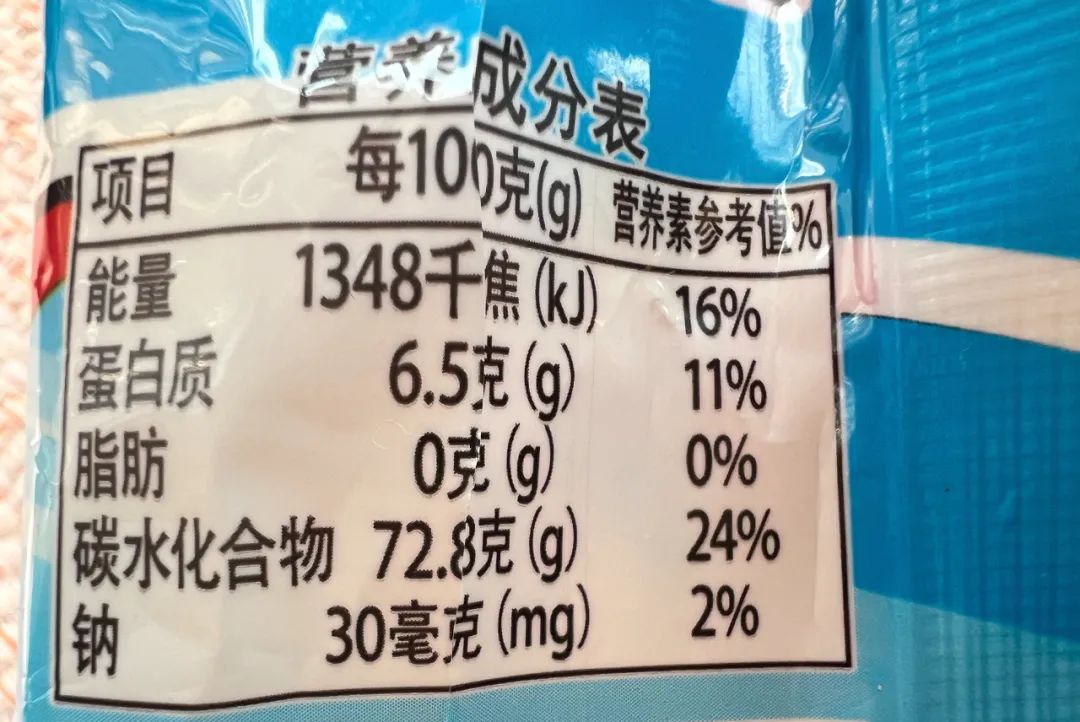 营养成分表
项目 每100克(g) 营养素参考值%
能量 1348千焦(kJ) 16%
蛋白质 6.5克(g) 11%
脂肪 0克(g) 0%
碳水化合物 72.8克(g) 24%
钠 30毫克(mg) 2%